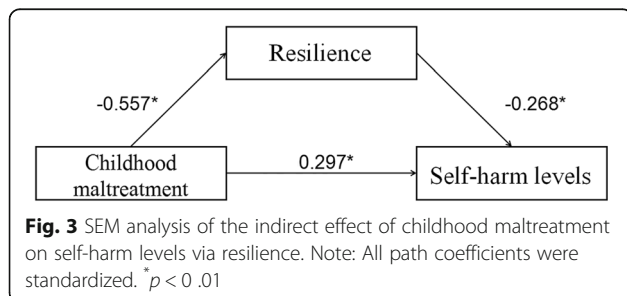 Resilience
-0.557*
-0.268*
Childhood
maltreatment
0.297*
Self-harm levels
Fig. 3 SEM analysis of the indirect effect of childhood maltreatment
on self-harm levels via resilience. Note: All path coefficients were
standardized. *p < 0 .01